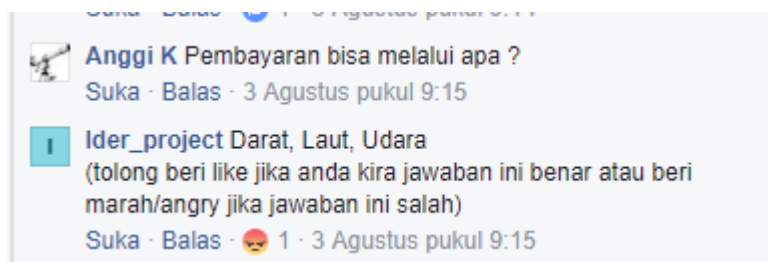 Anggi K Pembayaran bisa melalui apa ?
Suka · Balas · 3 Agustus pukul 9:15
I
Ider_project Darat, Laut, Udara
(tolong beri like jika anda kira jawaban ini benar atau beri
marah/angry jika jawaban ini salah)
Suka · Balas · 1 · 3 Agustus pukul 9:15